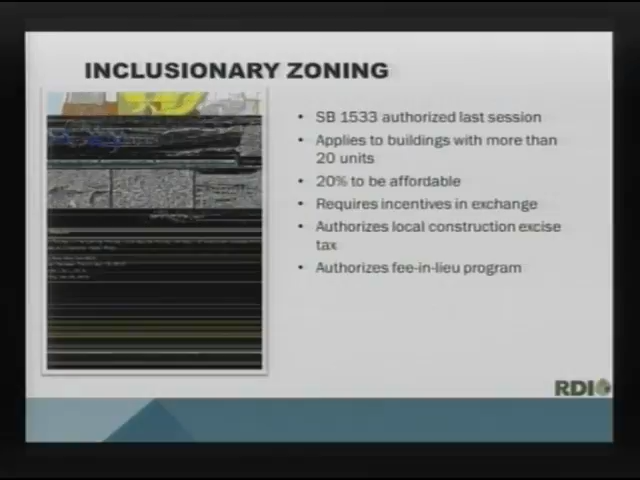 INCLUSIONARY ZONING
• SB 1533 authorized last session
• Applies to buildings with more than
20 units
• 20% to be affordable
• Requires incentives in exchange
• Authorizes local construction excise
tax
• Authorizes fee-in-lieu program
RDI